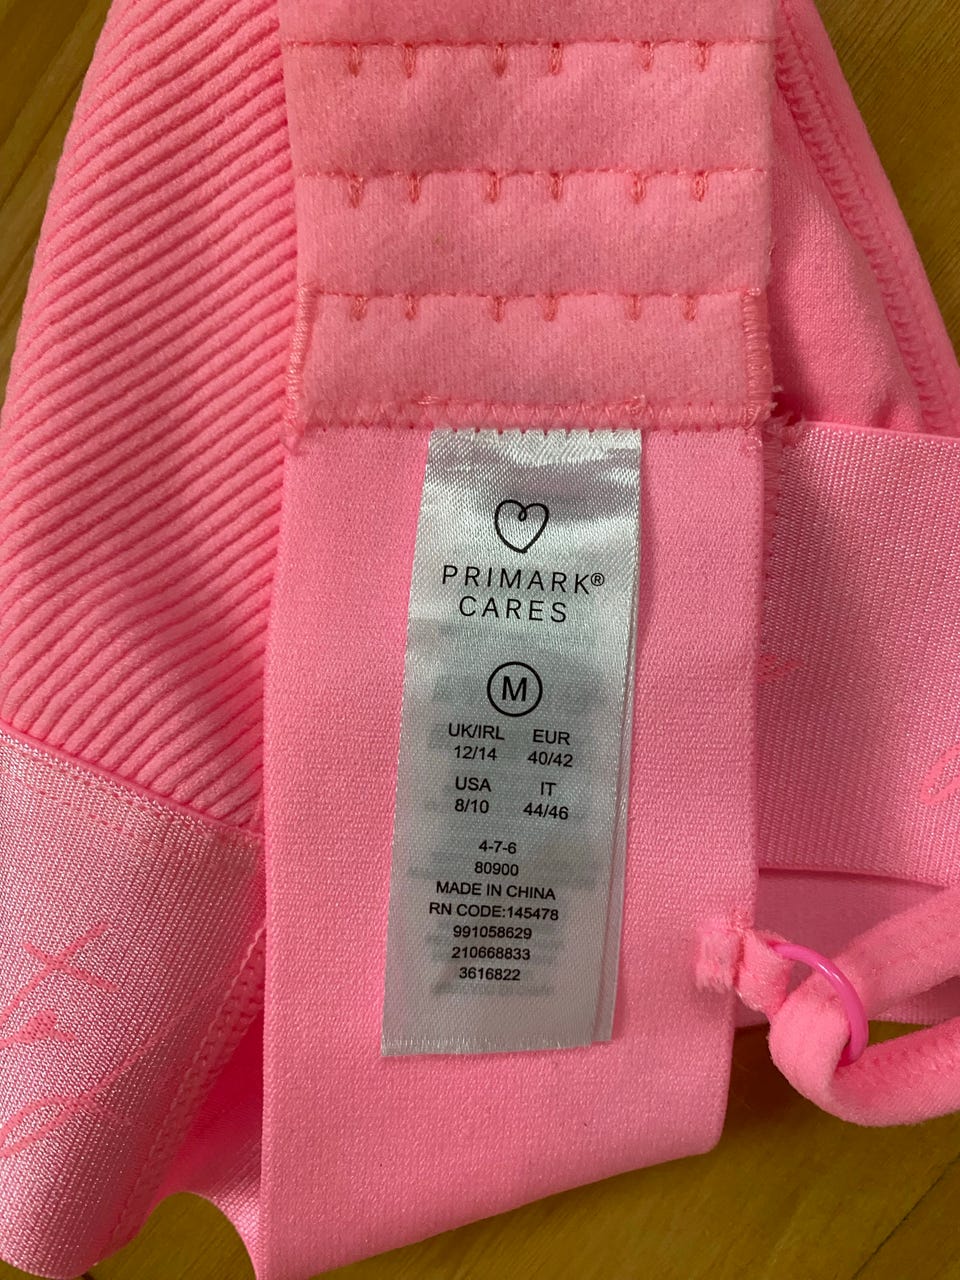 PRIMARK®
CARES
M
UK/IRL EUR
12/14 40/42
USA IT
8/10 44/46
4-7-6
80900
MADE IN CHINA
RN CODE:145478
991058629
210668833
3616822